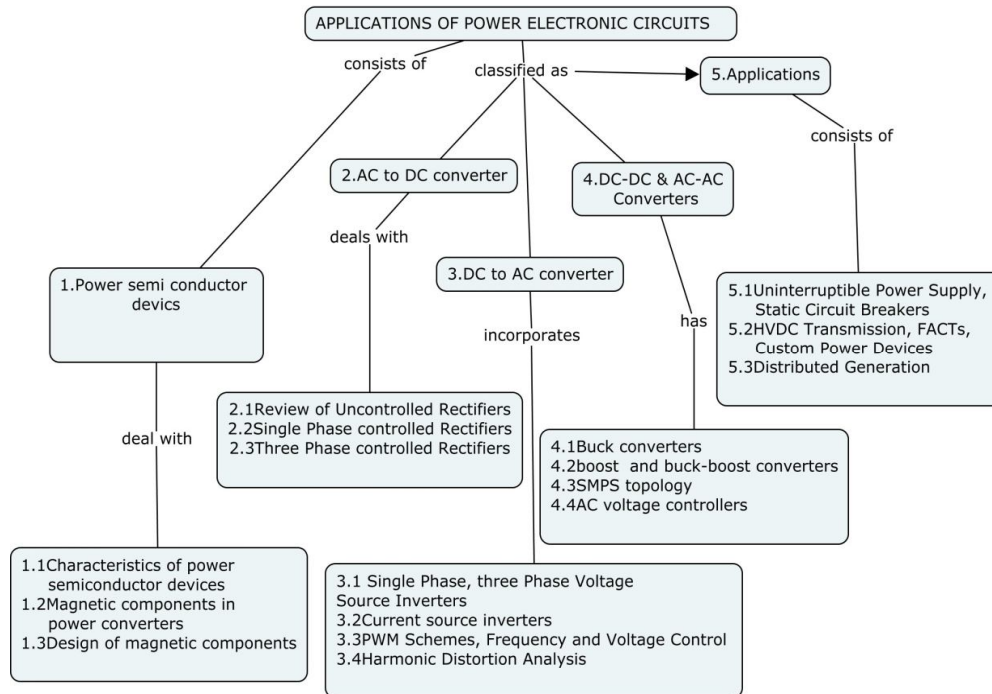 APPLICATIONS OF POWER ELECTRONIC CIRCUITS
consists of
classified as
5.Applications
consists of
2.AC to DC converter
4.DC-DC & AC-AC
Converters
deals with
1.Power semi conductor
devics
3.DC to AC converter
5.1Uninterruptible Power Supply,
Static Circuit Breakers
5.2HVDC Transmission, FACTs,
Custom Power Devices
5.3Distributed Generation
incorporates
has
2.1Review of Uncontrolled Rectifiers
2.2Single Phase controlled Rectifiers
2.3Three Phase controlled Rectifiers
deal with
4.1Buck converters
4.2boost and buck-boost converters
4.3SMPS topology
4.4AC voltage controllers
1.1Characteristics of power
semiconductor devices
1.2Magnetic components in
power converters
1.3Design of magnetic components
3.1 Single Phase, three Phase Voltage
Source Inverters
3.2Current source inverters
3.3PWM Schemes, Frequency and Voltage Control
3.4Harmonic Distortion Analysis